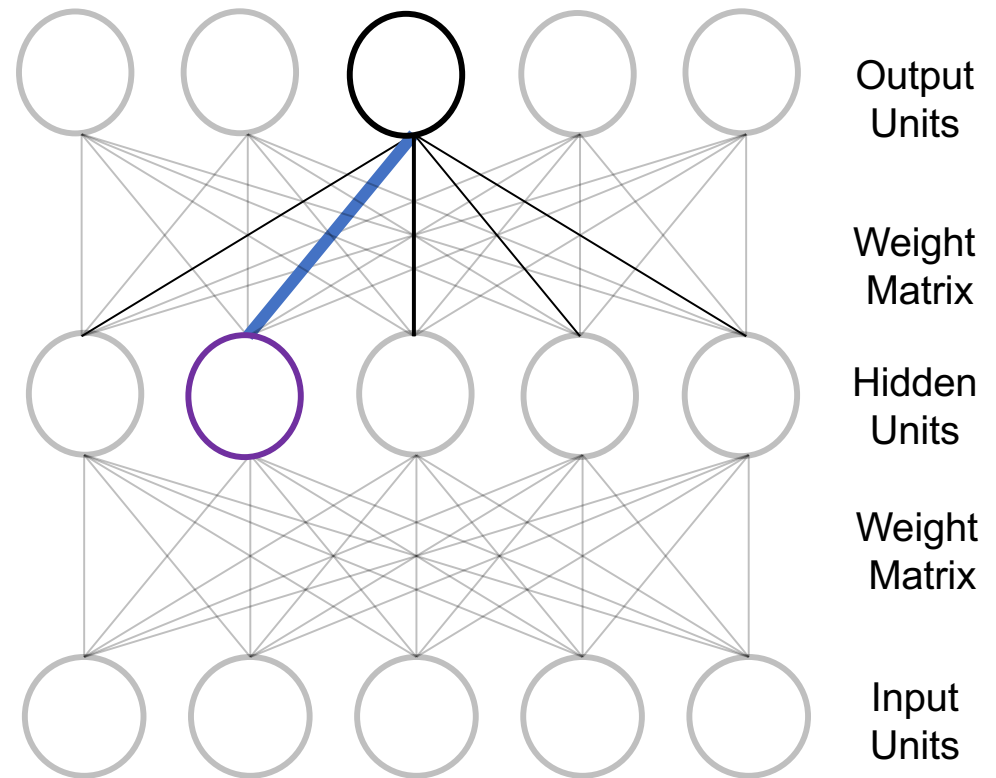 Output
Units
Weight
Matrix
Hidden
Units
Weight
Matrix
Input
Units